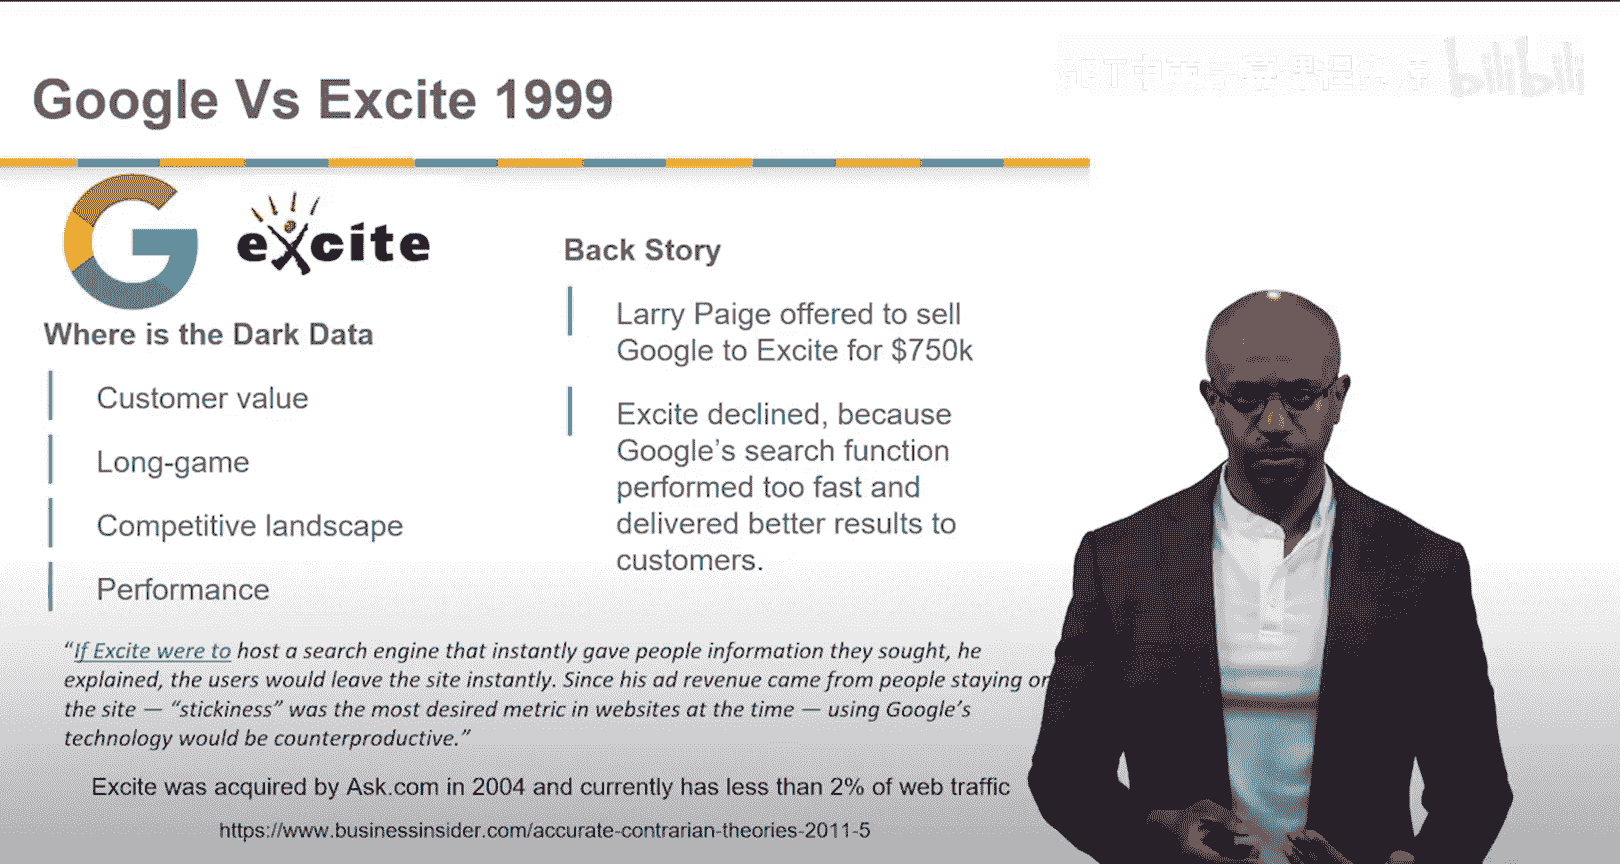 Google Vs Excite 1999
bilibili
excite
Where is the Dark Data
Customer value
Long-game
Competitive landscape
Performance
Back Story
Larry Paige offered to sell
Google to Excite for $750k
Excite declined, because
Google’s search function
performed too fast and
delivered better results to
customers.
“If Excite were to host a search engine that instantly gave people information they sought, he
explained, the users would leave the site instantly. Since his ad revenue came from people staying on
the site — “stickiness” was the most desired metric in websites at the time — using Google’s
technology would be counterproductive.”
Excite was acquired by Ask.com in 2004 and currently has less than 2% of web traffic
https://www.businessinsider.com/accurate-contrarian-theories-2011-5